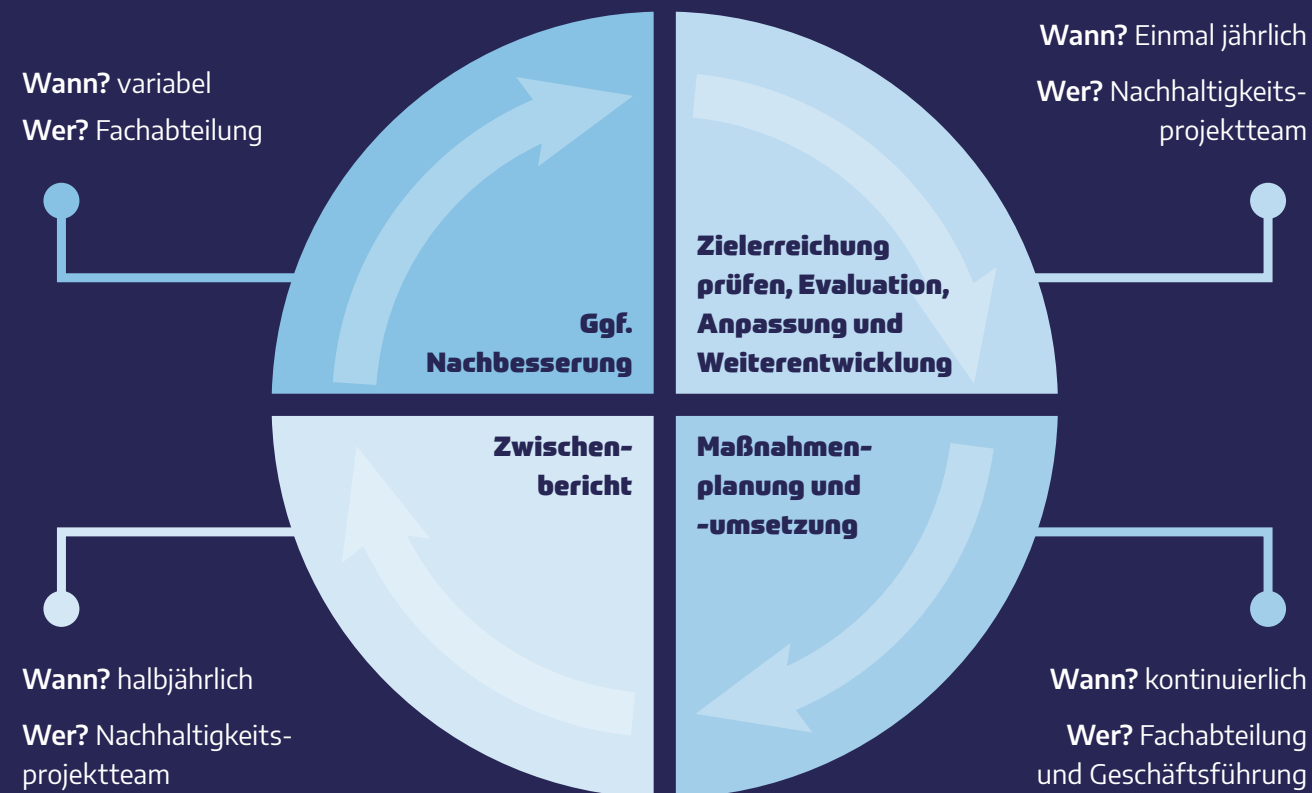 Wann? variabel
Wer? Fachabteilung
Wann? Einmal jährlich
Wer? Nachhaltigkeits-
projektteam
Ggf.
Nachbesserung
Zielerreichung
prüfen, Evaluation,
Anpassung und
Weiterentwicklung
Zwischen-
bericht
Maßnahmen-
planung und
-umsetzung
Wann? halbjährlich
Wer? Nachhaltigkeits-
projektteam
Wann? kontinuierlich
Wer? Fachabteilung
und Geschäftsführung